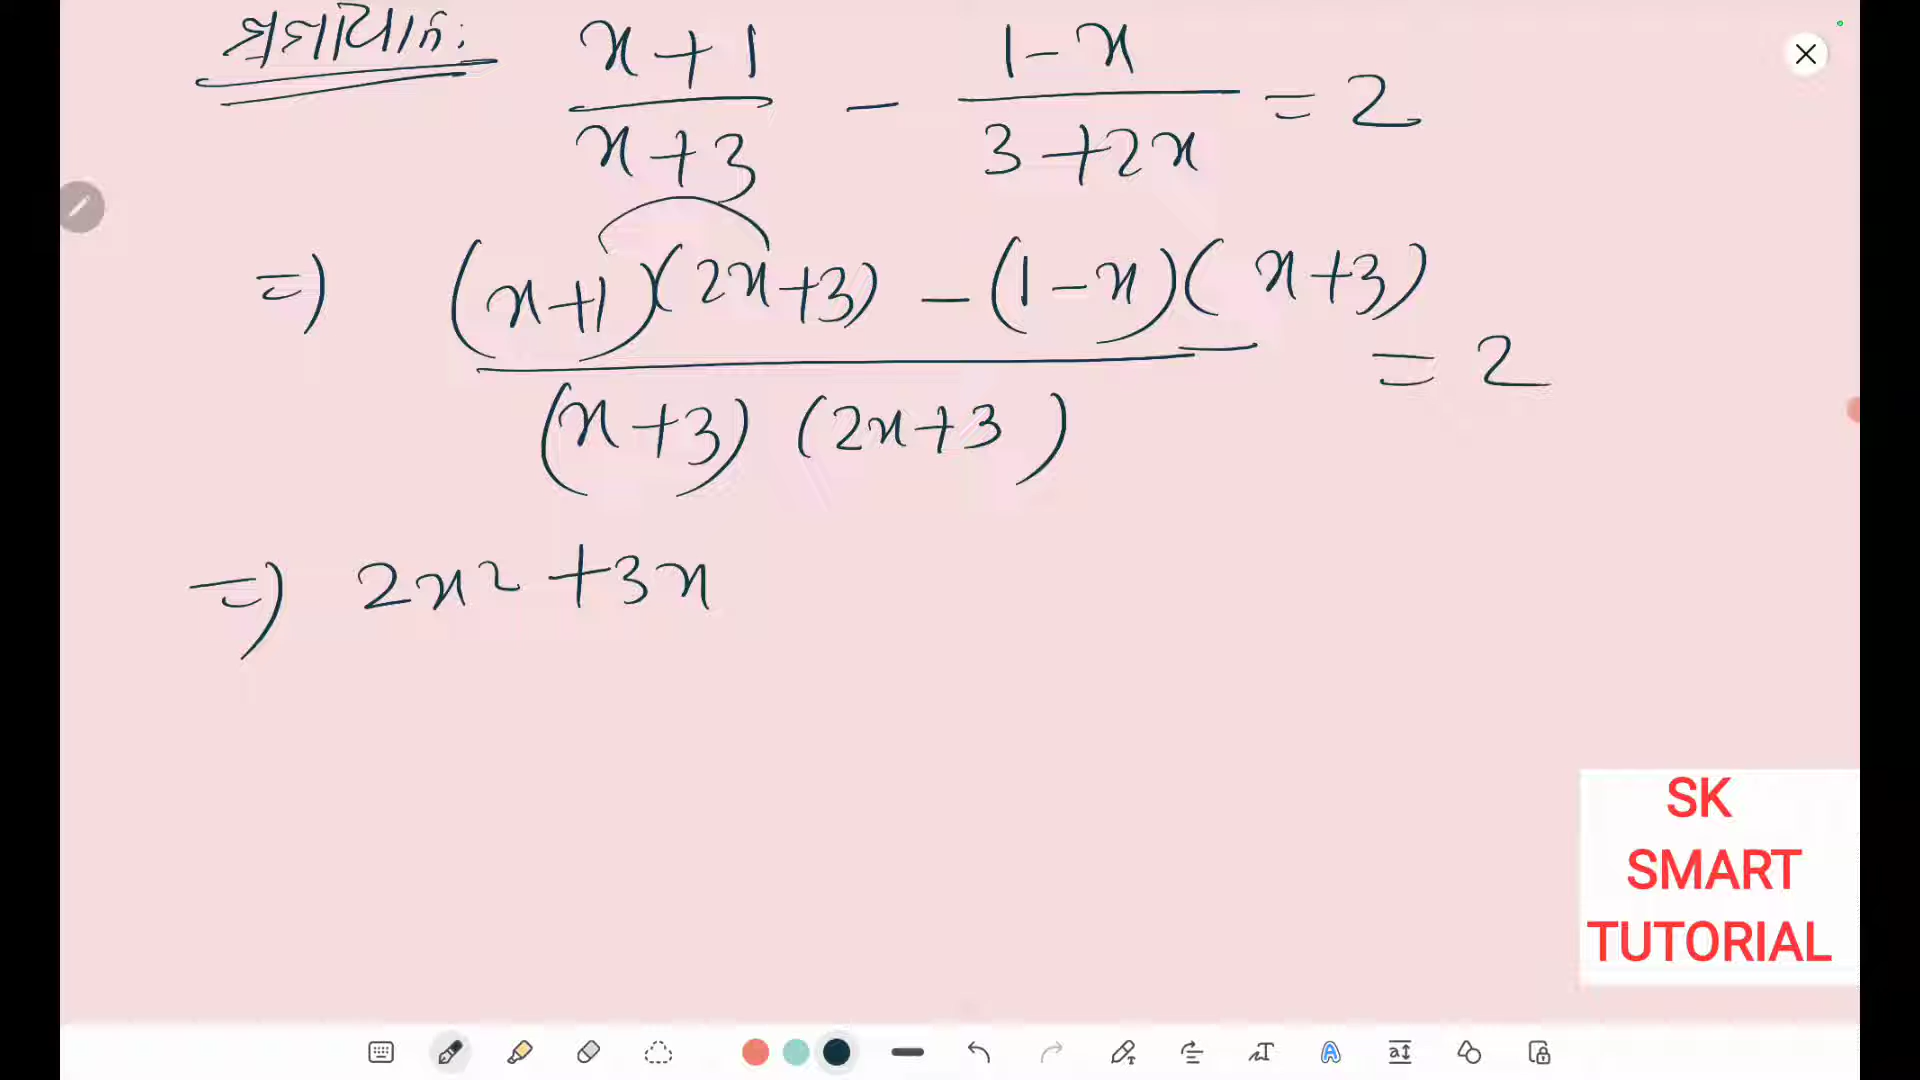 সমাধান: (x+1)/(x+3) - (1-x)/(3+2x) = 2
=) ((x+1)(2x+3) - (1-x)(x+3))/((x+3)(2x+3)) = 2
=) 2x² + 3x
SK
SMART
TUTORIAL